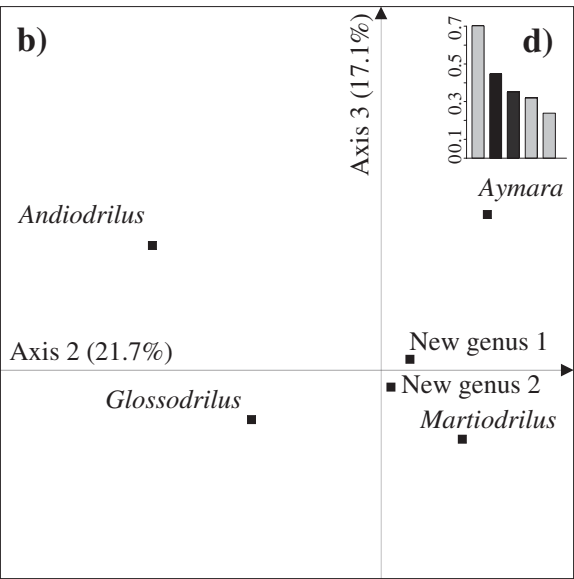 b)
d)
Axis 3 (17.1%)
0.7
0.5
0.3
0.1
0
Aymara
Andiodrilus
New genus 1
Axis 2 (21.7%)
New genus 2
Glossodrilus
Martiodrilus